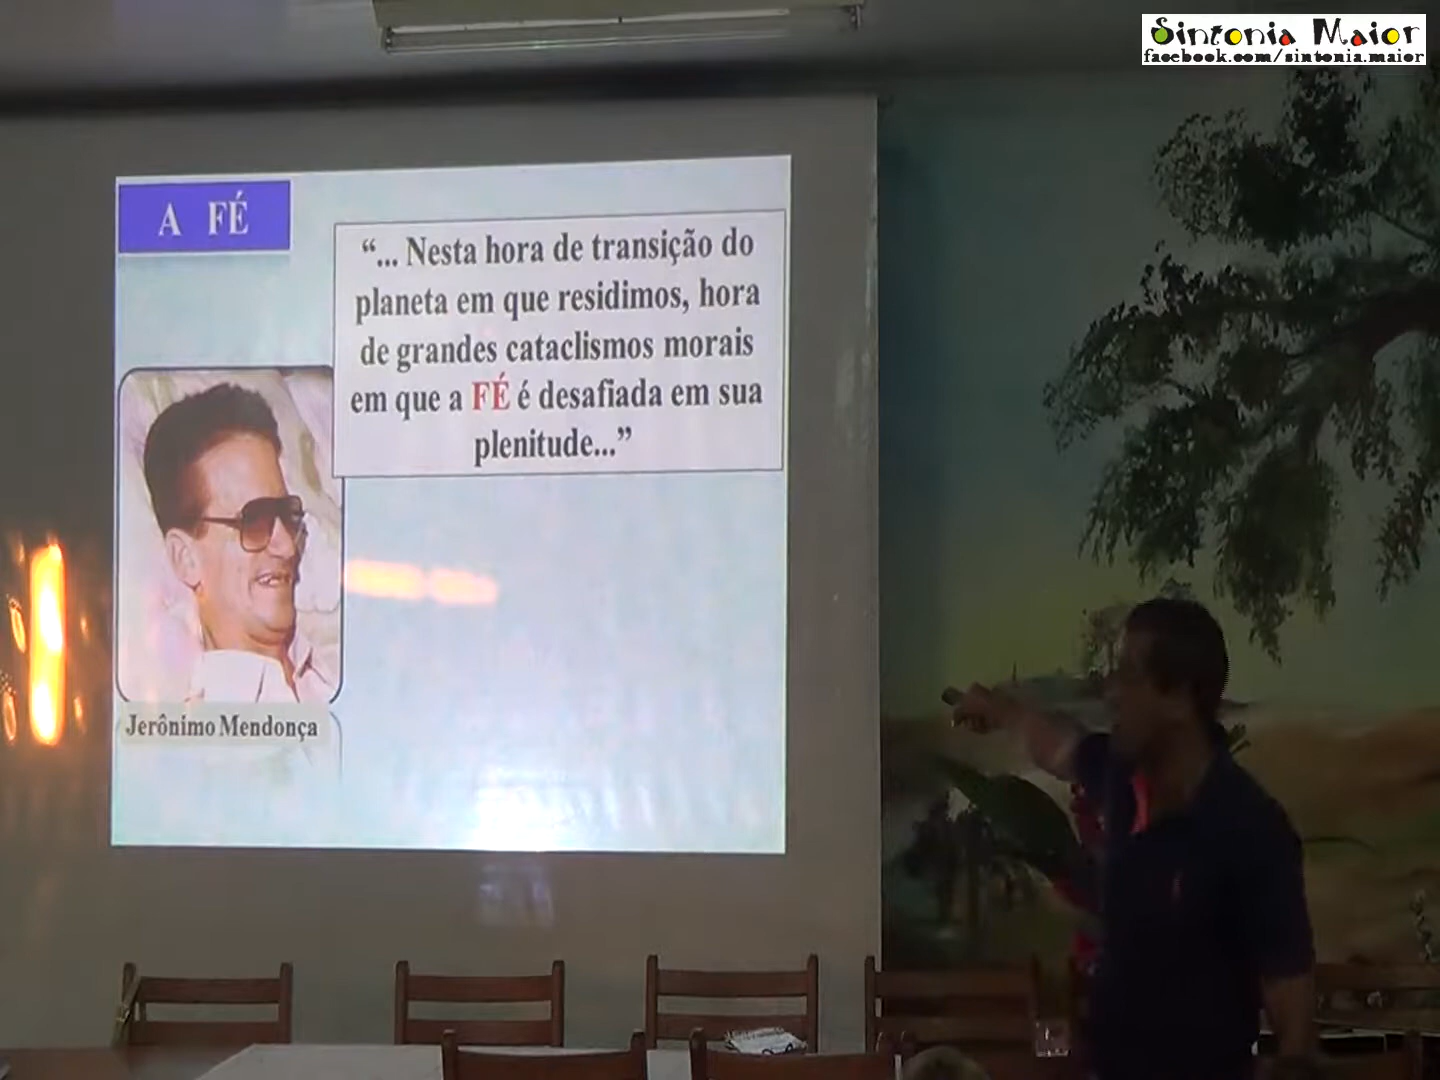 Sintonia Maior
facebook.com/sintonia.maior
A FÉ
“... Nesta hora de transição do
planeta em que residimos, hora
de grandes cataclismos morais
em que a FÉ é desafiada em sua
plenitude...”
Jerônimo Mendonça